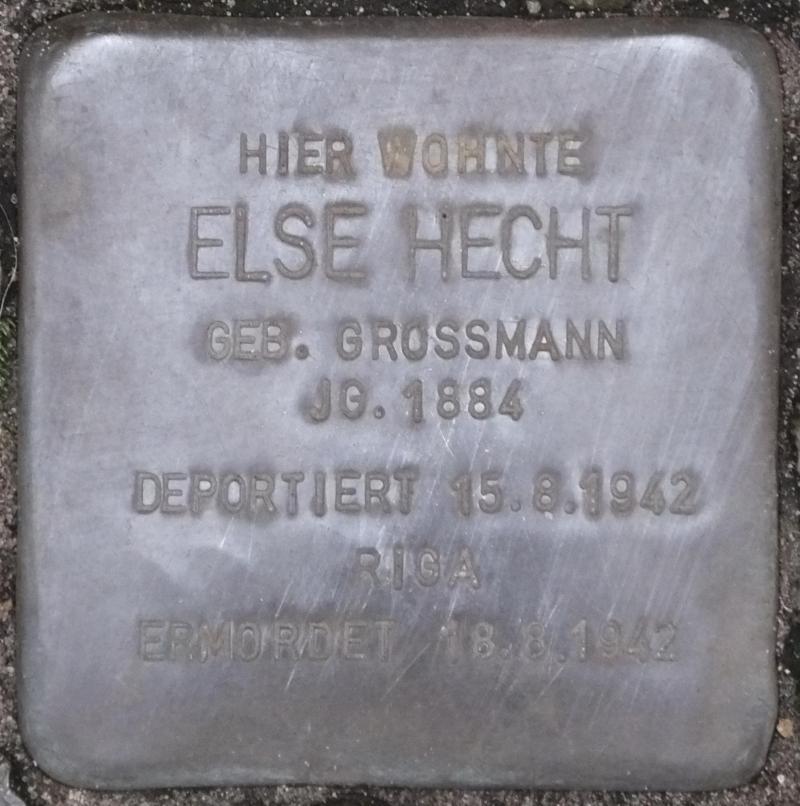 HIER WOHNTE
ELSE HECHT
GEB. GROSSMANN
JG. 1884
DEPORTIERT 15.8.1942
RIGA
ERMORDET 18.8.1942